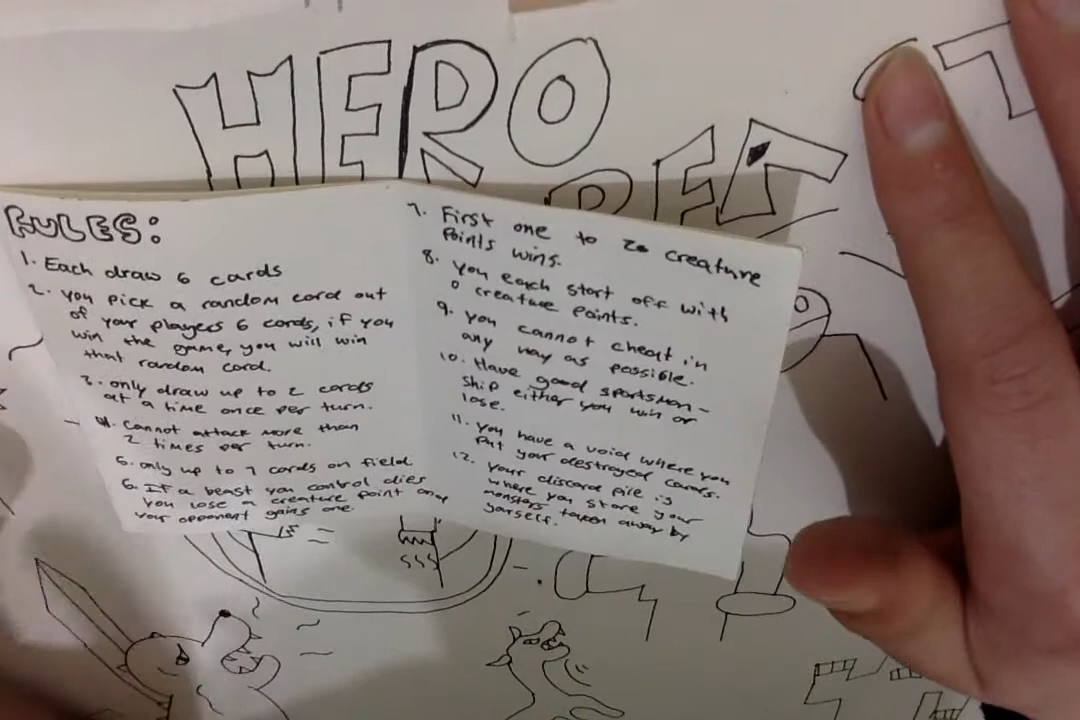 HERO
RULES:
1. Each draw 6 cards
2. you pick a random card out
of your players 6 cards, if you
win the game, you will win
that random card.
3. only draw up to 2 cards
at a time once per turn.
4. Cannot attack more than
2 times per turn.
5. only up to 7 cards on field
6. If a beast you control dies
you lose a creature point and
your opponent gains one.
7. First one to 20 creature
points wins.
8. you each start off with
0 creature points.
9. you cannot cheat in
any way as possible.
10. Have good sportsman-
ship either you win or
lose.
11. you have a void where you
put your destroyed cards.
12. your discard pile is
where you store your
monsters taken away by
yourself.